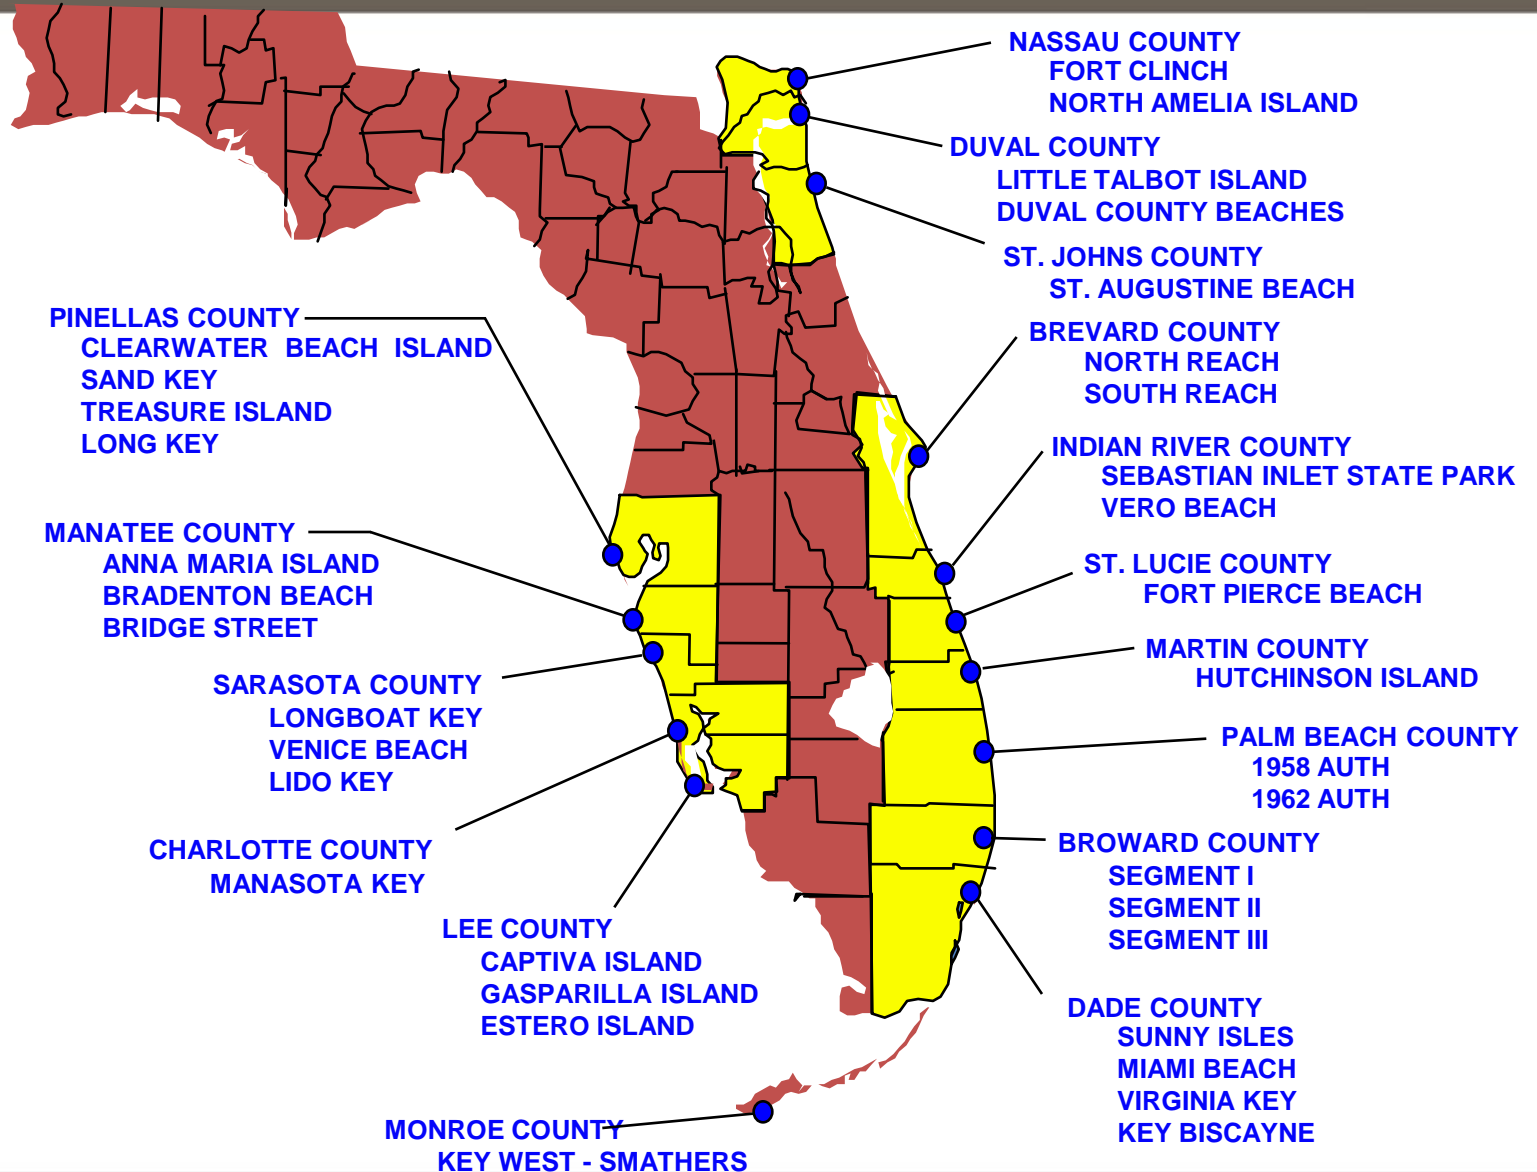 NASSAU COUNTY
FORT CLINCH
NORTH AMELIA ISLAND
DUVAL COUNTY
LITTLE TALBOT ISLAND
DUVAL COUNTY BEACHES
ST. JOHNS COUNTY
ST. AUGUSTINE BEACH
BREVARD COUNTY
NORTH REACH
SOUTH REACH
INDIAN RIVER COUNTY
SEBASTIAN INLET STATE PARK
VERO BEACH
ST. LUCIE COUNTY
FORT PIERCE BEACH
MARTIN COUNTY
HUTCHINSON ISLAND
PALM BEACH COUNTY
1958 AUTH
1962 AUTH
BROWARD COUNTY
SEGMENT I
SEGMENT II
SEGMENT III
DADE COUNTY
SUNNY ISLES
MIAMI BEACH
VIRGINIA KEY
KEY BISCAYNE
PINELLAS COUNTY
CLEARWATER BEACH ISLAND
SAND KEY
TREASURE ISLAND
LONG KEY
MANATEE COUNTY
ANNA MARIA ISLAND
BRADENTON BEACH
BRIDGE STREET
SARASOTA COUNTY
LONGBOAT KEY
VENICE BEACH
LIDO KEY
CHARLOTTE COUNTY
MANASOTA KEY
LEE COUNTY
CAPTIVA ISLAND
GASPARILLA ISLAND
ESTERO ISLAND
MONROE COUNTY
KEY WEST - SMATHERS